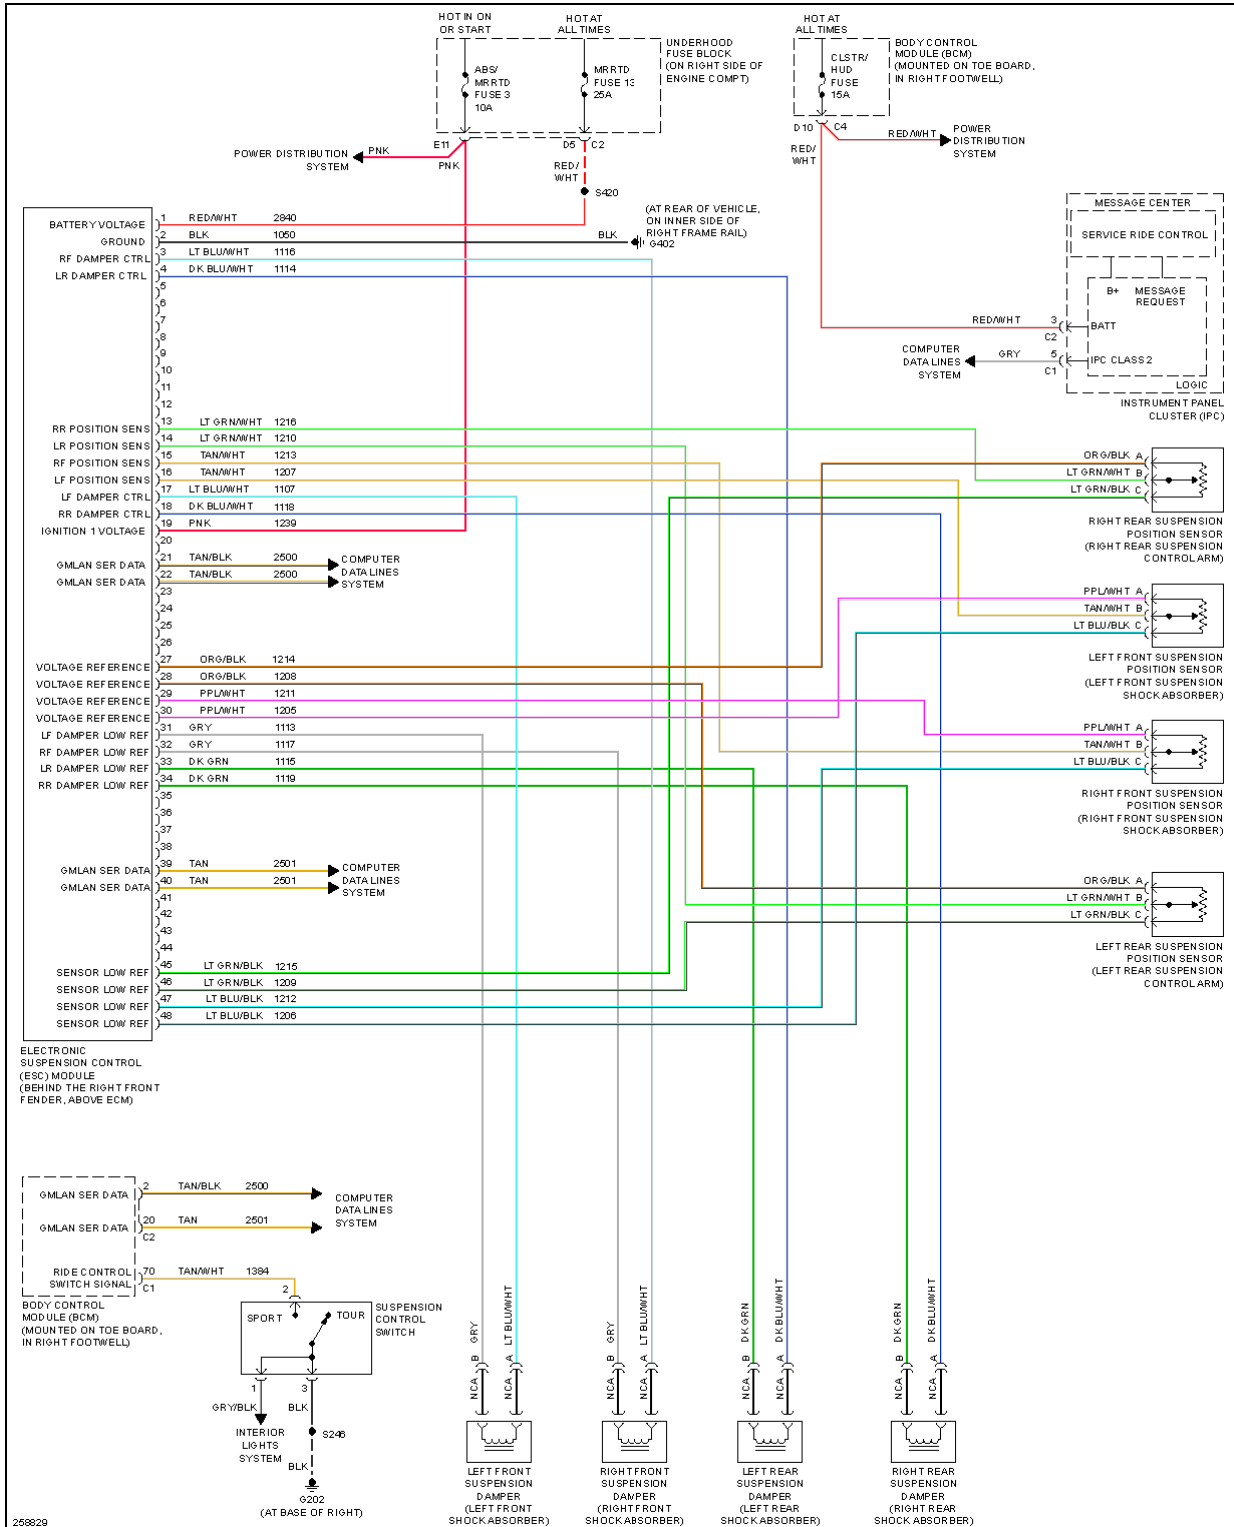 HOT IN ON
OR START
HOT AT
ALL TIMES
HOT AT
ALL TIMES
UNDERHOOD
FUSE BLOCK
(ON RIGHT SIDE OF
ENGINE COMPT)
BODY CONTROL
MODULE (BCM)
(MOUNTED ON TOE BOARD,
IN RIGHT FOOTWELL)
ABS/
MRRTD
FUSE 3
10A
MRRTD
FUSE 13
25A
CLSTR/
HUD
FUSE
15A
E11
D5
C2
D10
C4
PNK
PNK
POWER DISTRIBUTION
SYSTEM
RED/
WHT
S420
RED/
WHT
RED/WHT
POWER
DISTRIBUTION
SYSTEM
(AT REAR OF VEHICLE,
ON INNER SIDE OF
RIGHT FRAME RAIL)
BLK
G402
MESSAGE CENTER
SERVICE RIDE CONTROL
B+
MESSAGE
REQUEST
RED/WHT
3
BATT
C2
COMPUTER
DATA LINES
SYSTEM
GRY
5
IPC CLASS 2
C1
LOGIC
INSTRUMENT PANEL
CLUSTER (IPC)
BATTERY VOLTAGE 1 RED/WHT 2840
GROUND 2 BLK 1050
RF DAMPER CTRL 3 LT BLU/WHT 1116
LR DAMPER CTRL 4 DK BLU/WHT 1114
5
6
7
8
9
10
11
12
RR POSITION SENS 13 LT GRN/WHT 1216
LR POSITION SENS 14 LT GRN/WHT 1210
RF POSITION SENS 15 TAN/WHT 1213
LF POSITION SENS 16 TAN/WHT 1207
LF DAMPER CTRL 17 LT BLU/WHT 1107
RR DAMPER CTRL 18 DK BLU/WHT 1118
IGNITION 1 VOLTAGE 19 PNK 1239
20
GMLAN SER DATA 21 TAN/BLK 2500
GMLAN SER DATA 22 TAN/BLK 2500
COMPUTER
DATA LINES
SYSTEM
23
24
25
26
VOLTAGE REFERENCE 27 ORG/BLK 1214
VOLTAGE REFERENCE 28 ORG/BLK 1208
VOLTAGE REFERENCE 29 PPL/WHT 1211
VOLTAGE REFERENCE 30 PPL/WHT 1205
LF DAMPER LOW REF 31 GRY 1113
RF DAMPER LOW REF 32 GRY 1117
LR DAMPER LOW REF 33 DK GRN 1115
RR DAMPER LOW REF 34 DK GRN 1119
35
36
37
38
GMLAN SER DATA 39 TAN 2501
GMLAN SER DATA 40 TAN 2501
COMPUTER
DATA LINES
SYSTEM
41
42
43
44
SENSOR LOW REF 45 LT GRN/BLK 1215
SENSOR LOW REF 46 LT GRN/BLK 1209
SENSOR LOW REF 47 LT BLU/BLK 1212
SENSOR LOW REF 48 LT BLU/BLK 1206
ELECTRONIC
SUSPENSION CONTROL
(ESC) MODULE
(BEHIND THE RIGHT FRONT
FENDER, ABOVE ECM)
ORG/BLK A
LT GRN/WHT B
LT GRN/BLK C
RIGHT REAR SUSPENSION
POSITION SENSOR
(RIGHT REAR SUSPENSION
CONTROL ARM)
PPL/WHT A
TAN/WHT B
LT BLU/BLK C
LEFT FRONT SUSPENSION
POSITION SENSOR
(LEFT FRONT SUSPENSION
SHOCK ABSORBER)
PPL/WHT A
TAN/WHT B
LT BLU/BLK C
RIGHT FRONT SUSPENSION
POSITION SENSOR
(RIGHT FRONT SUSPENSION
SHOCK ABSORBER)
ORG/BLK A
LT GRN/WHT B
LT GRN/BLK C
LEFT REAR SUSPENSION
POSITION SENSOR
(LEFT REAR SUSPENSION
CONTROL ARM)
GMLAN SER DATA 2 TAN/BLK 2500
GMLAN SER DATA 20 TAN 2501
C2
COMPUTER
DATA LINES
SYSTEM
RIDE CONTROL
SWITCH SIGNAL
70 TAN/WHT 1384
C1
BODY CONTROL
MODULE (BCM)
(MOUNTED ON TOE BOARD,
IN RIGHT FOOTWELL)
2
SPORT
TOUR
SUSPENSION
CONTROL
SWITCH
1
3
GRY/BLK
BLK
INTERIOR
LIGHTS
SYSTEM
S246
BLK
G202
(AT BASE OF RIGHT)
NCA B GRY
NCA A LT BLU/WHT
LEFT FRONT
SUSPENSION
DAMPER
(LEFT FRONT
SHOCK ABSORBER)
NCA B GRY
NCA A LT BLU/WHT
RIGHT FRONT
SUSPENSION
DAMPER
(RIGHT FRONT
SHOCK ABSORBER)
NCA B DK GRN
NCA A DK BLU/WHT
LEFT REAR
SUSPENSION
DAMPER
(LEFT REAR
SHOCK ABSORBER)
NCA B DK GRN
NCA A DK BLU/WHT
RIGHT REAR
SUSPENSION
DAMPER
(RIGHT REAR
SHOCK ABSORBER)
258829